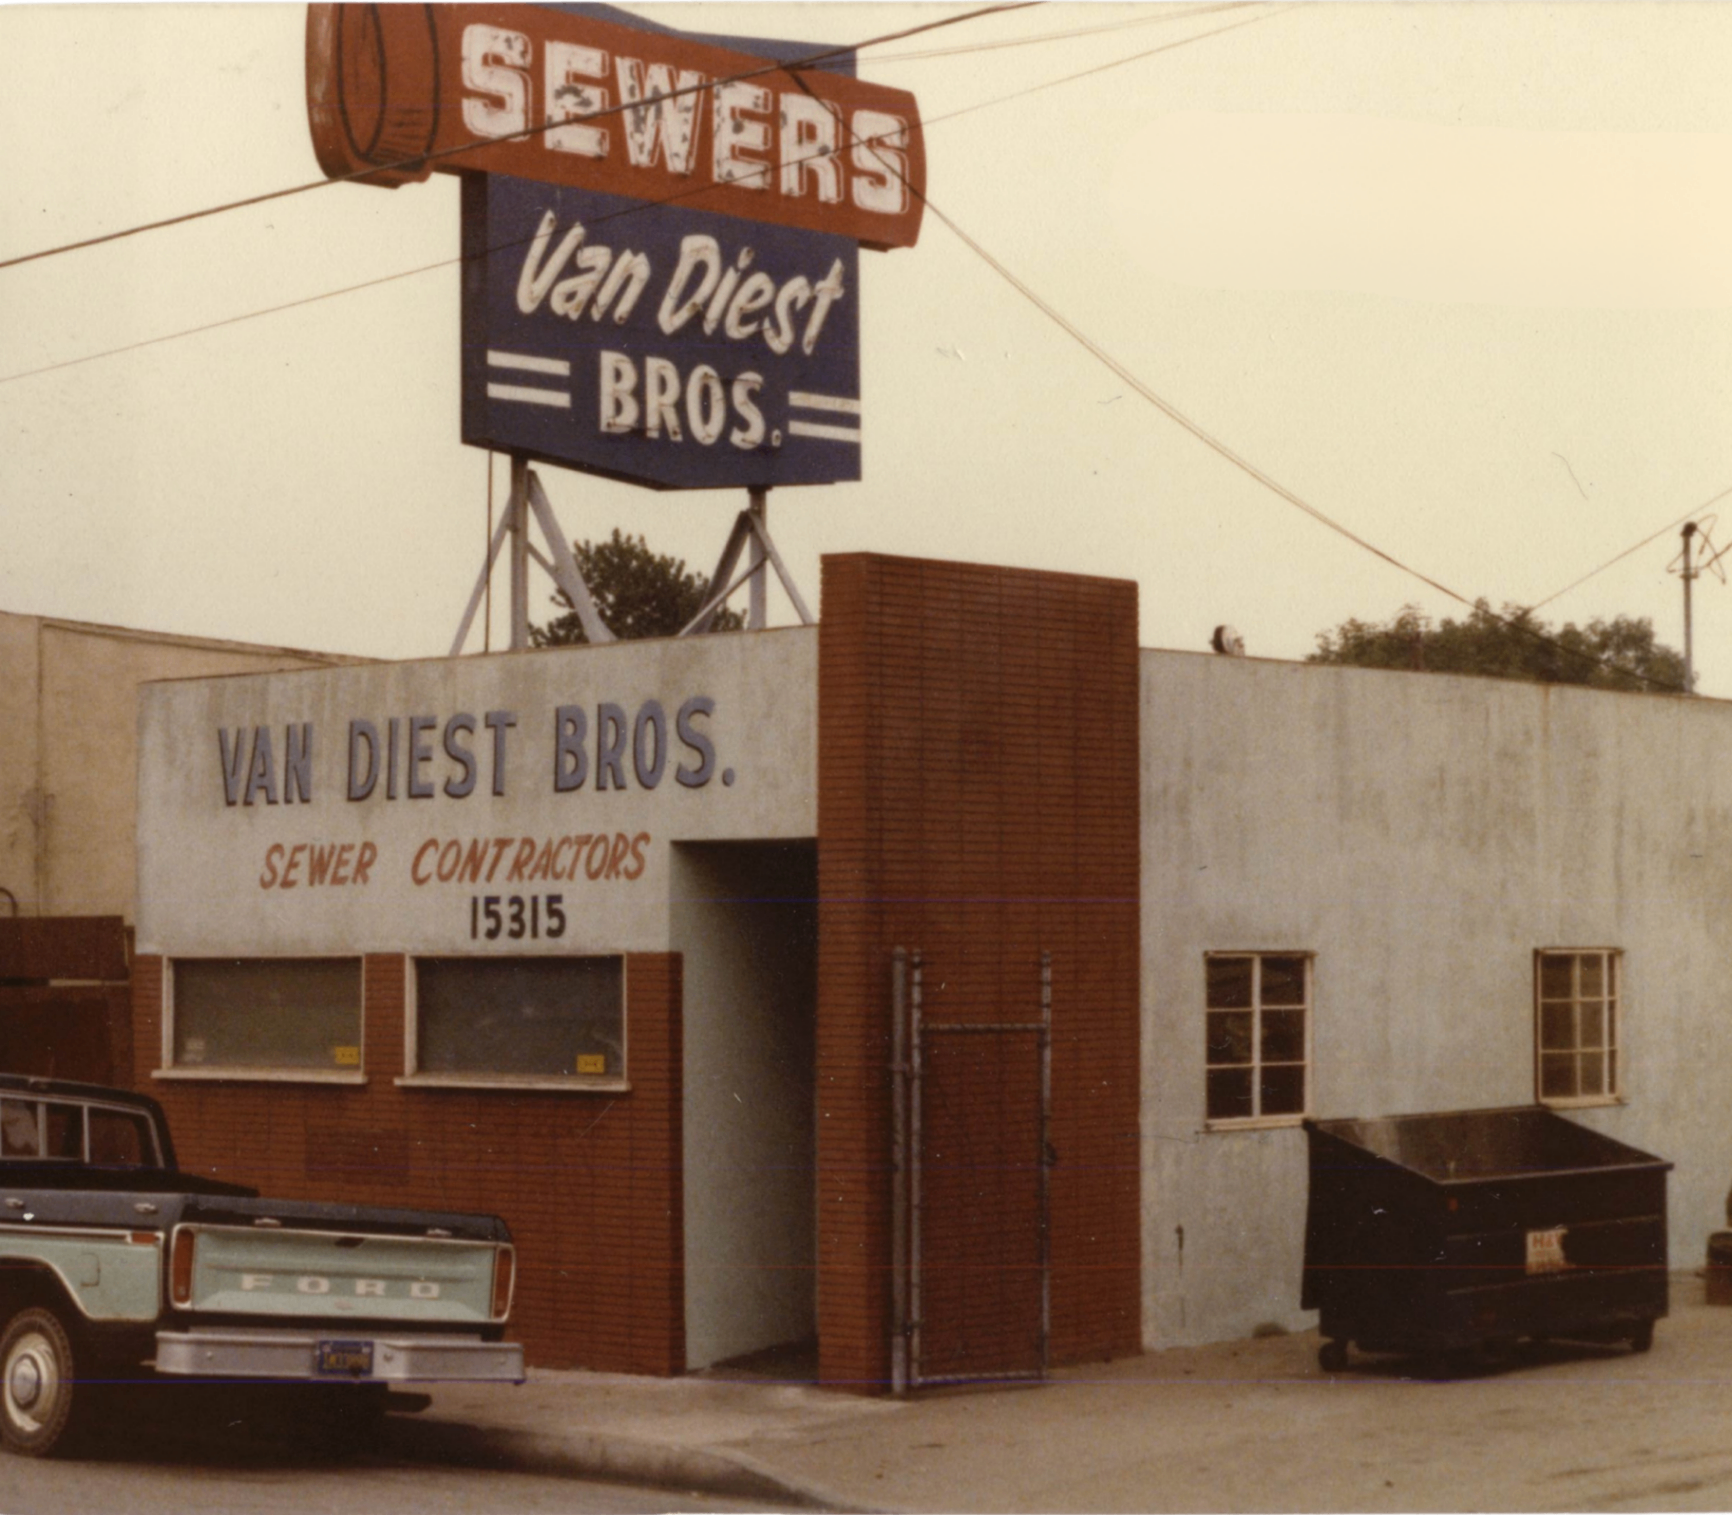 SEWERS
Van Diest
BROS.
VAN DIEST BROS.
SEWER CONTRACTORS
15315
FORD